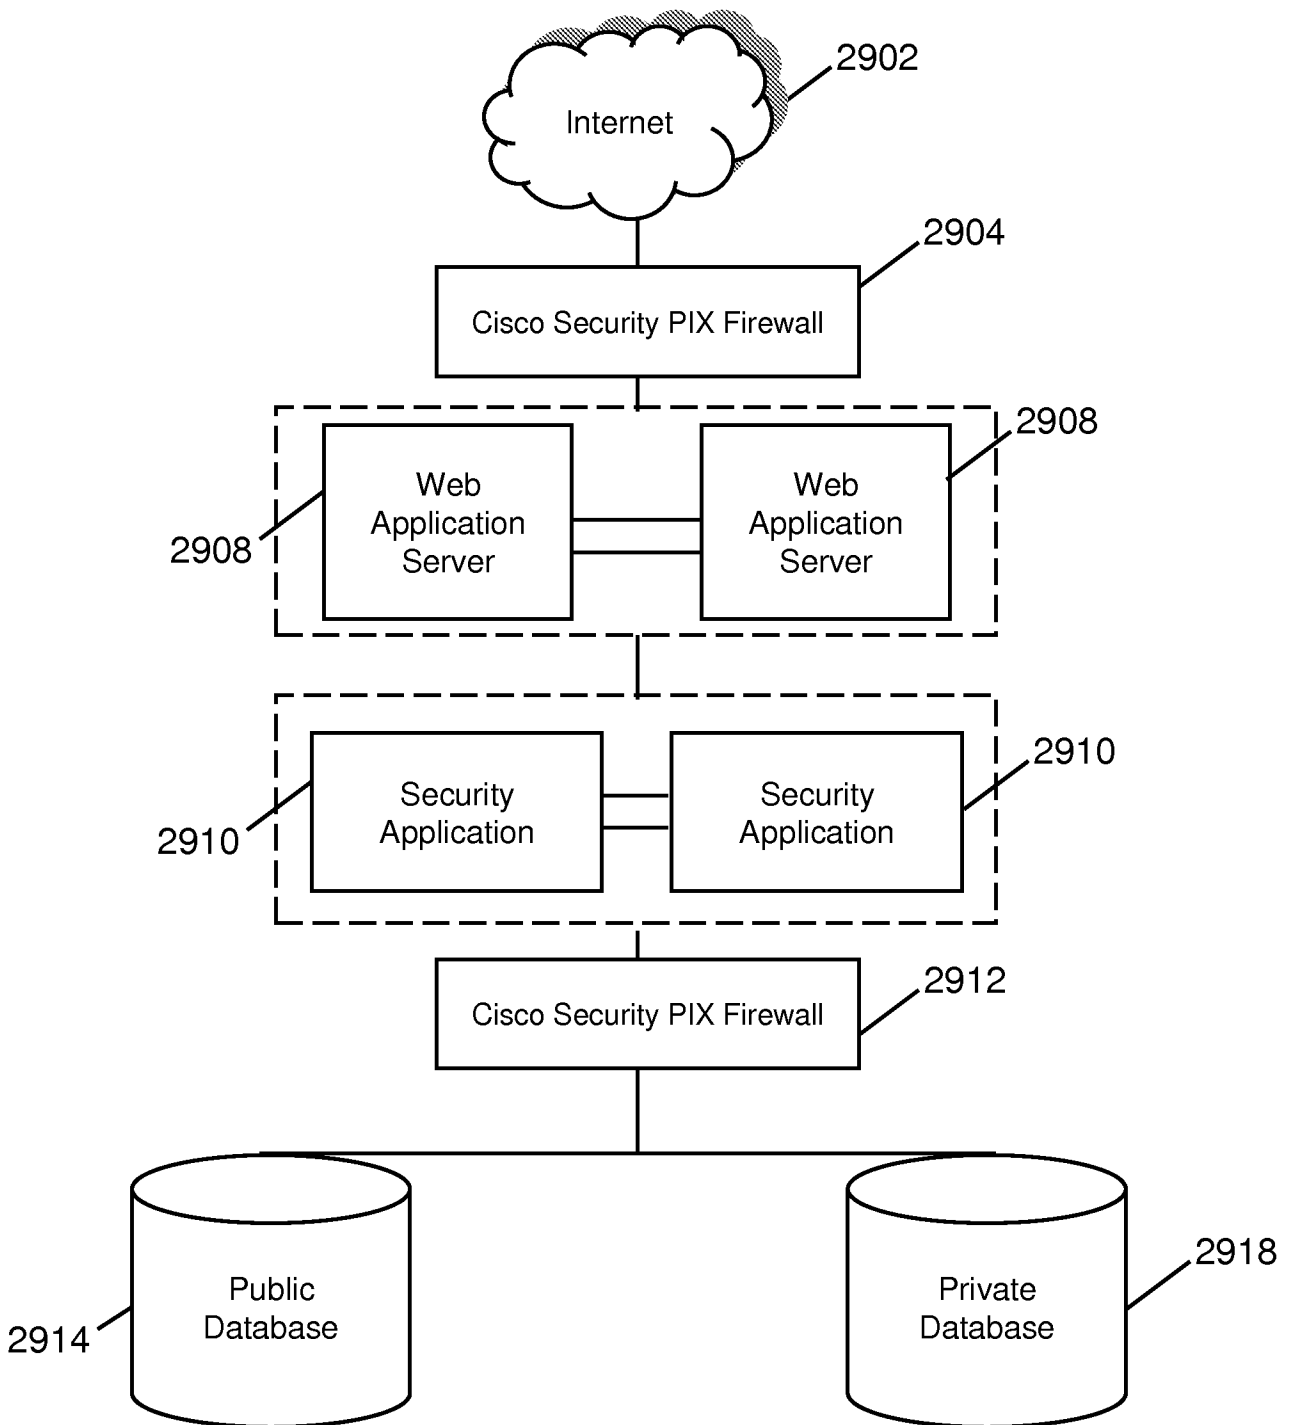 2902
Internet
2904
Cisco Security PIX Firewall
2908
Web
Application
Server
Web
Application
Server
2908
2910
Security
Application
Security
Application
2910
2912
Cisco Security PIX Firewall
2918
Public
Database
Private
Database
2914